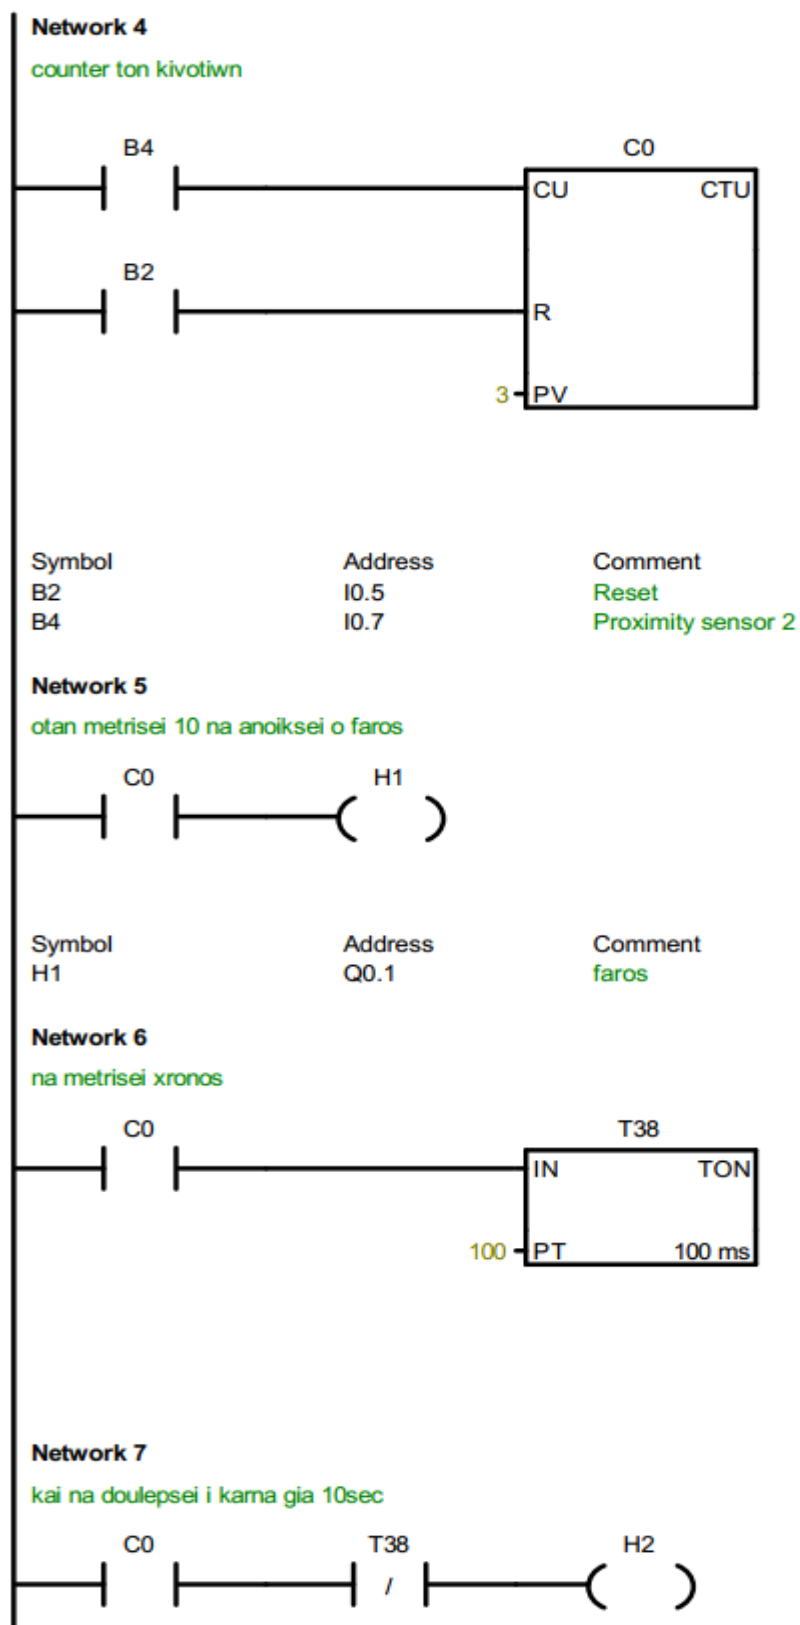 Network 4
counter ton kivotiwn
B4 C0
CU CTU
B2
R
3 PV
Symbol Address Comment
B2 I0.5 Reset
B4 I0.7 Proximity sensor 2
Network 5
otan metrisei 10 na anoiksei o faros
C0 H1
Symbol Address Comment
H1 Q0.1 faros
Network 6
na metrisei xronos
C0 T38
IN TON
100 PT 100 ms
Network 7
kai na doulepsei i karna gia 10sec
C0 T38 H2
/